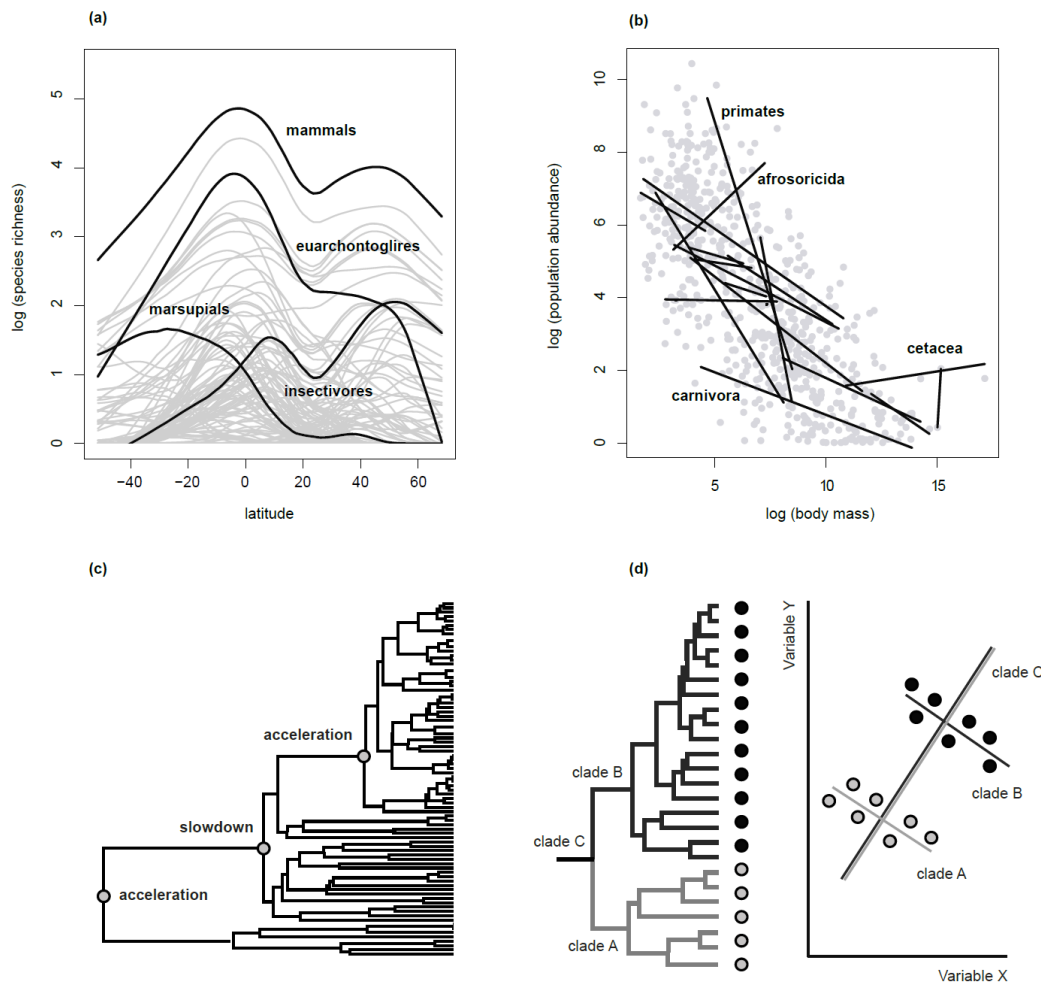 (a)
5
4
3
2
1
0
log (species richness)
mammals
euarchontoglires
marsupials
insectivores
−40
−20
0
20
40
60
latitude
(b)
10
8
6
4
2
0
log (population abundance)
primates
afrosoricida
cetacea
carnivora
5
10
15
log (body mass)
(c)
acceleration
slowdown
acceleration
(d)
clade B
clade C
clade A
Variable Y
clade C
clade B
clade A
Variable X